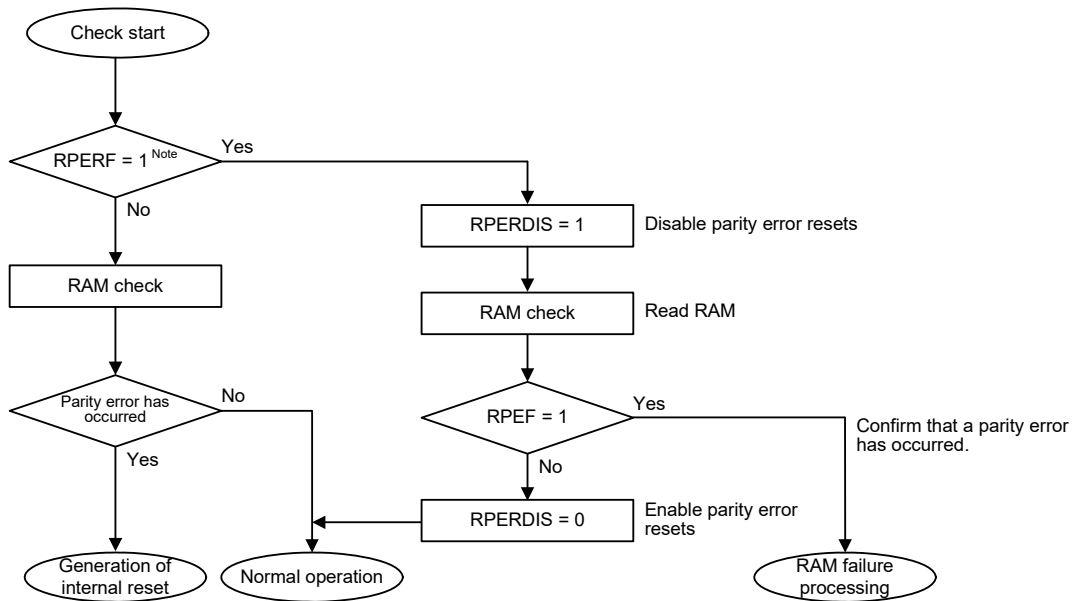 Check start
RPERF = 1 Note
Yes
No
RPERDIS = 1
Disable parity error resets
RAM check
RAM check
Read RAM
Parity error has
occurred
No
Yes
RPEF = 1
Yes
No
Confirm that a parity error
has occurred.
RPERDIS = 0
Enable parity error
resets
Generation of
internal reset
Normal operation
RAM failure
processing